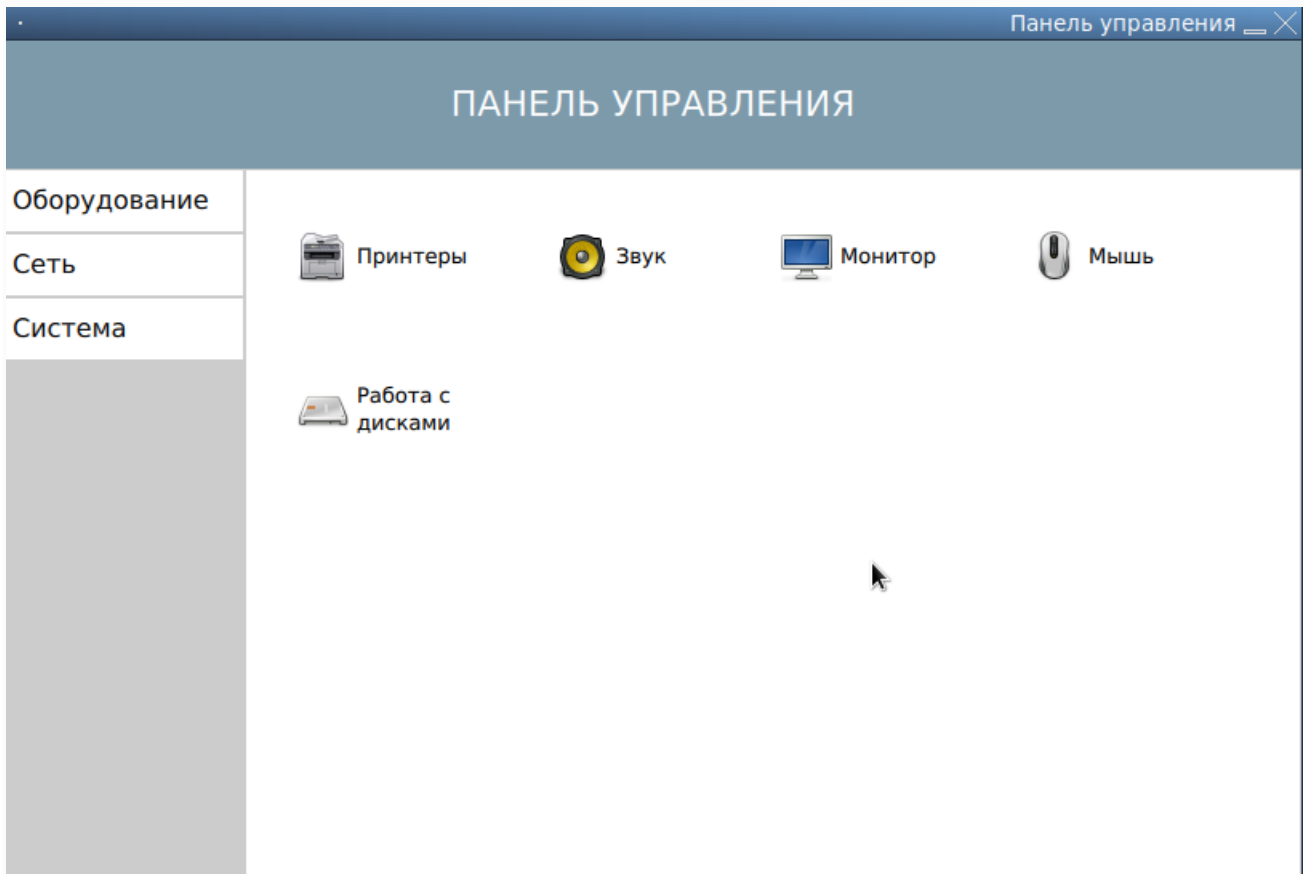 Панель управления
ПАНЕЛЬ УПРАВЛЕНИЯ
Оборудование
Сеть
Система
Принтеры
Звук
Монитор
Мышь
Работа с
дисками